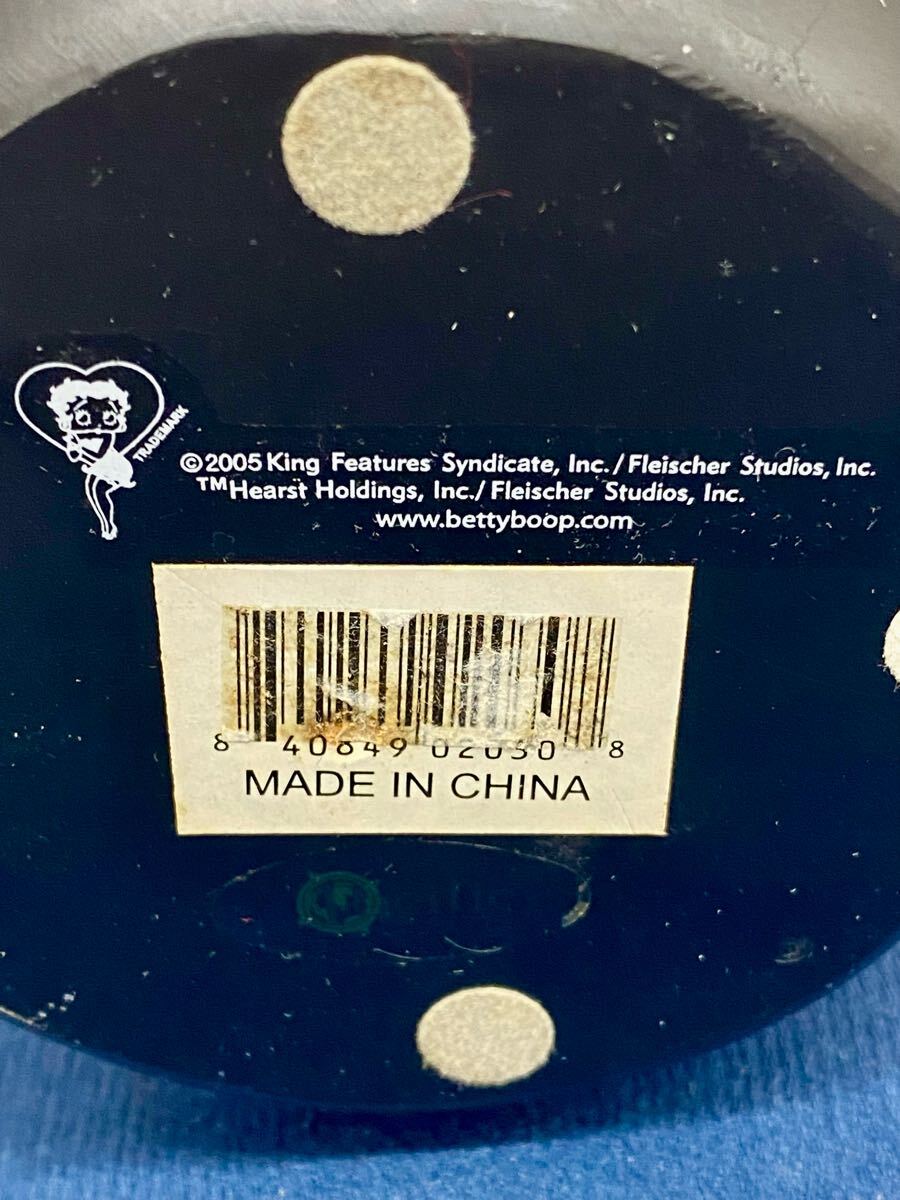 TRADEMARK
©2005 King Features Syndicate, Inc./Fleischer Studios, Inc.
™Hearst Holdings, Inc./Fleischer Studios, Inc.
www.bettyboop.com
8 40849 02030 8
MADE IN CHINA